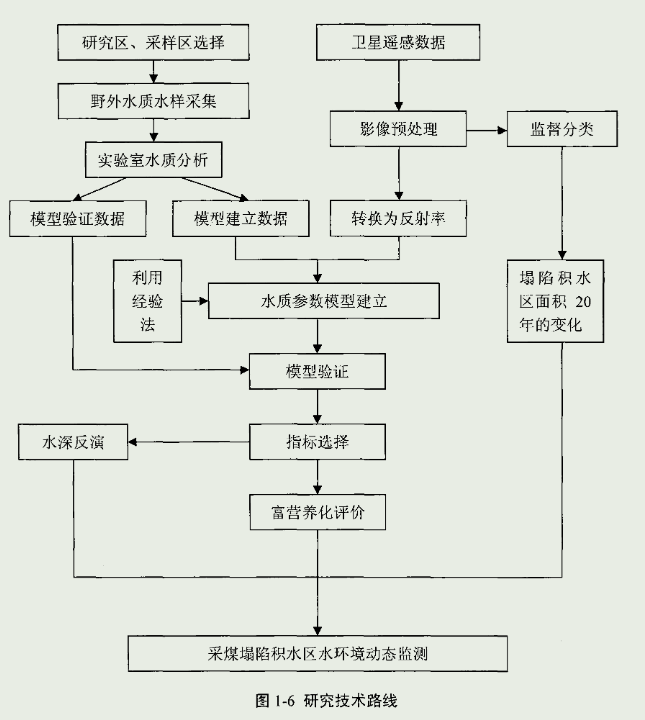 研究区、采样区选择
卫星遥感数据
野外水质水样采集
影像预处理
监督分类
实验室水质分析
模型验证数据
模型建立数据
转换为反射率
利用
经验
法
水质参数模型建立
塌陷积水
区面积 20
年的变化
模型验证
水深反演
指标选择
富营养化评价
采煤塌陷积水区水环境动态监测
图 1-6 研究技术路线